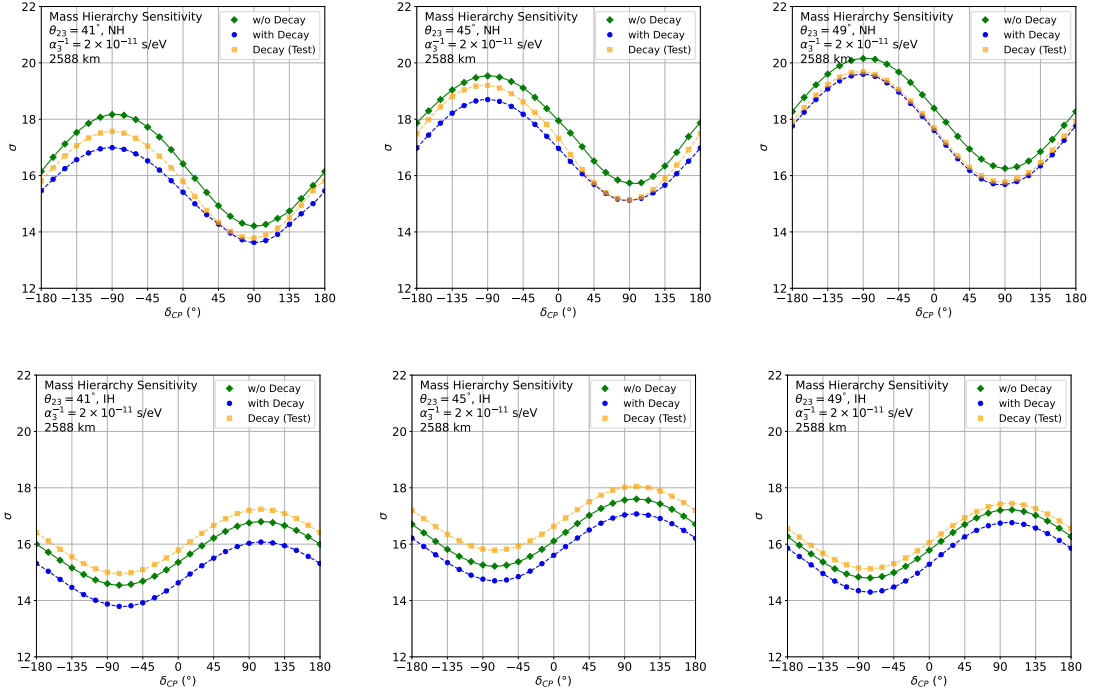 Mass Hierarchy Sensitivity
θ23 = 41°, NH
α3⁻¹ = 2 × 10⁻¹¹ s/eV
2588 km
w/o Decay
with Decay
Decay (Test)
22
20
18
16
14
12
σ
−180 −135 −90 −45 0 45 90 135 180
δCP (°)
Mass Hierarchy Sensitivity
θ23 = 45°, NH
α3⁻¹ = 2 × 10⁻¹¹ s/eV
2588 km
w/o Decay
with Decay
Decay (Test)
22
20
18
16
14
12
σ
−180 −135 −90 −45 0 45 90 135 180
δCP (°)
Mass Hierarchy Sensitivity
θ23 = 49°, NH
α3⁻¹ = 2 × 10⁻¹¹ s/eV
2588 km
w/o Decay
with Decay
Decay (Test)
22
20
18
16
14
12
σ
−180 −135 −90 −45 0 45 90 135 180
δCP (°)
Mass Hierarchy Sensitivity
θ23 = 41°, IH
α3⁻¹ = 2 × 10⁻¹¹ s/eV
2588 km
w/o Decay
with Decay
Decay (Test)
22
20
18
16
14
12
σ
−180 −135 −90 −45 0 45 90 135 180
δCP (°)
Mass Hierarchy Sensitivity
θ23 = 45°, IH
α3⁻¹ = 2 × 10⁻¹¹ s/eV
2588 km
w/o Decay
with Decay
Decay (Test)
22
20
18
16
14
12
σ
−180 −135 −90 −45 0 45 90 135 180
δCP (°)
Mass Hierarchy Sensitivity
θ23 = 49°, IH
α3⁻¹ = 2 × 10⁻¹¹ s/eV
2588 km
w/o Decay
with Decay
Decay (Test)
22
20
18
16
14
12
σ
−180 −135 −90 −45 0 45 90 135 180
δCP (°)